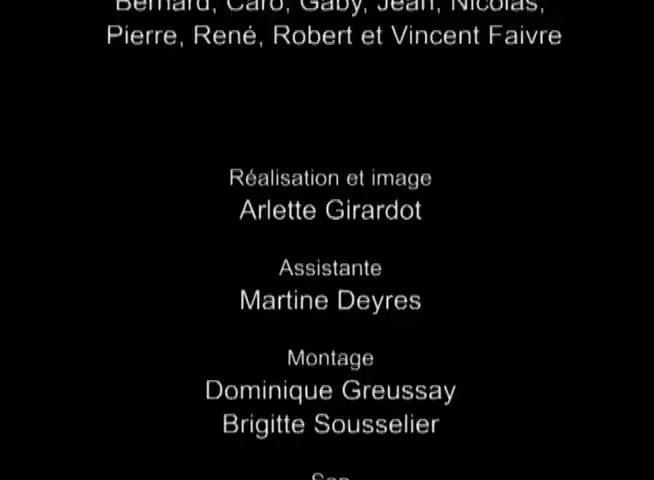 Bernard, Caro, Gaby, Jean, Nicolas,
Pierre, René, Robert et Vincent Faivre
Réalisation et image
Arlette Girardot
Assistante
Martine Deyres
Montage
Dominique Greussay
Brigitte Sousselier
Son